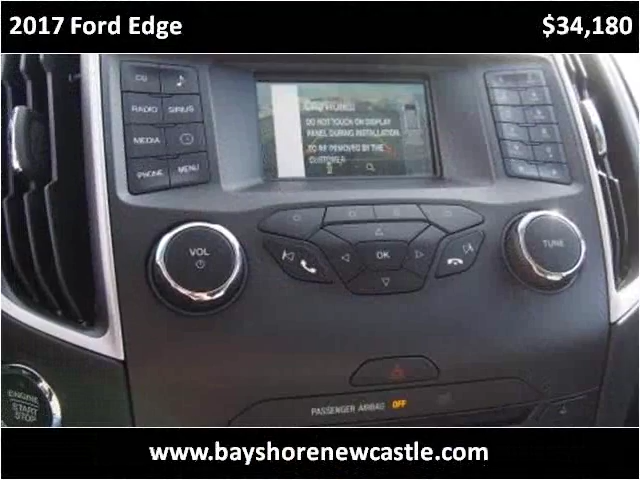 2017 Ford Edge $34,180
CD
RADIO SIRIUS
MEDIA
PHONE MENU
DO NOT TOUCH ON DISPLAY
PANEL DURING INSTALLATION.
TO BE REMOVED BY THE
CUSTOMER
VOL
OK
TUNE
ENGINE
START
STOP
PASSENGER AIRBAG OFF
www.bayshorenewcastle.com